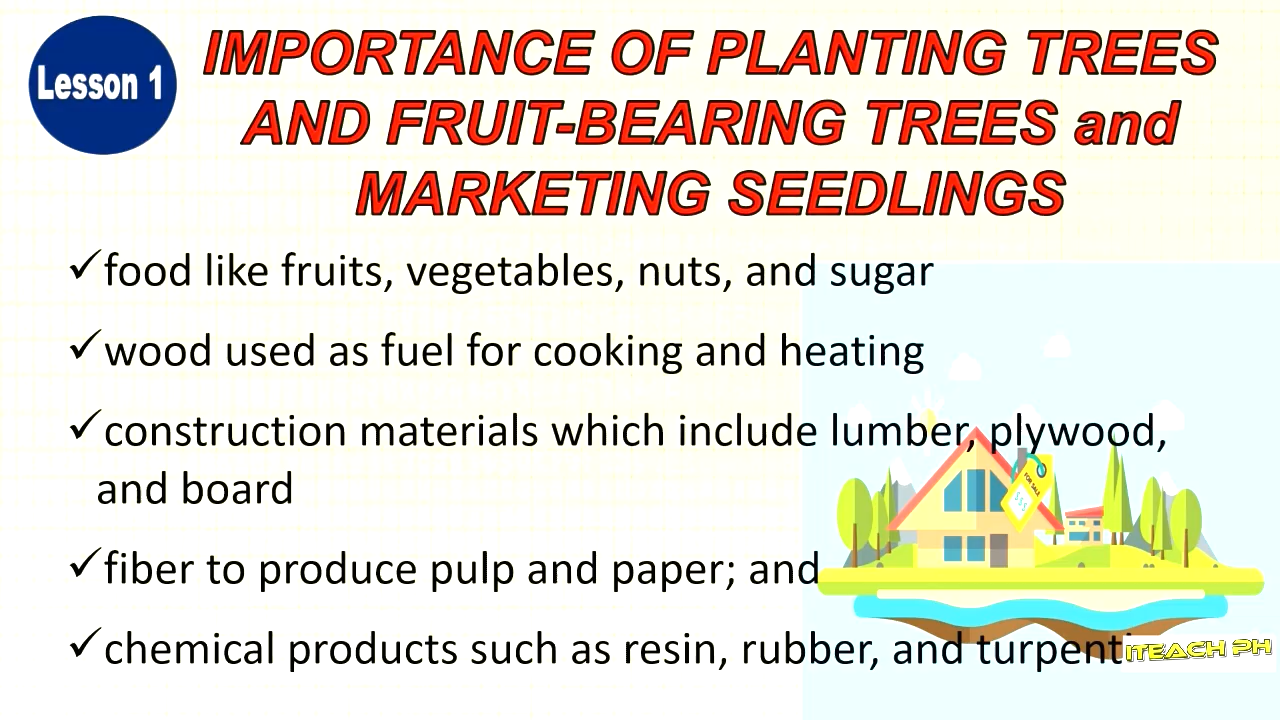 Lesson 1
IMPORTANCE OF PLANTING TREES
AND FRUIT-BEARING TREES and
MARKETING SEEDLINGS
✓food like fruits, vegetables, nuts, and sugar
✓wood used as fuel for cooking and heating
✓construction materials which include lumber, plywood,
and board
✓fiber to produce pulp and paper; and
✓chemical products such as resin, rubber, and
FOR SALE
$$$
ITEACH PH